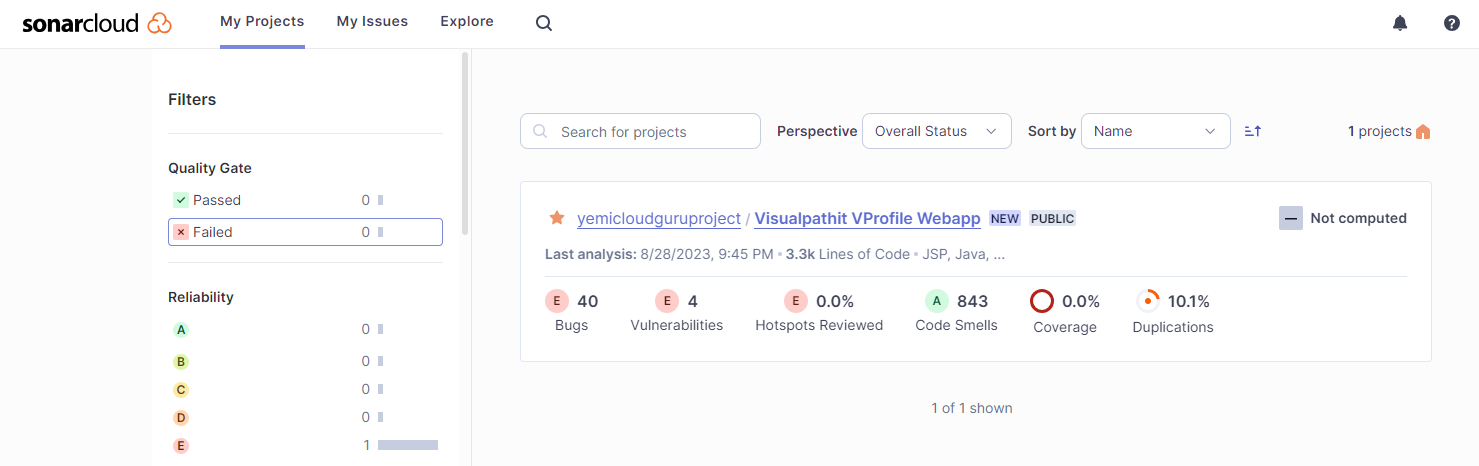 sonarcloud My Projects My Issues Explore
Filters
Quality Gate
Passed 0
Failed 0
Reliability
A 0
B 0
C 0
D 0
E 1
Search for projects Perspective Overall Status Sort by Name 1 projects
yemicloudguruproject / Visualpathit VProfile Webapp NEW PUBLIC Not computed
Last analysis: 8/28/2023, 9:45 PM • 3.3k Lines of Code • JSP, Java, ...
E 40 E 4 E 0.0% A 843 0.0% 10.1%
Bugs Vulnerabilities Hotspots Reviewed Code Smells Coverage Duplications
1 of 1 shown